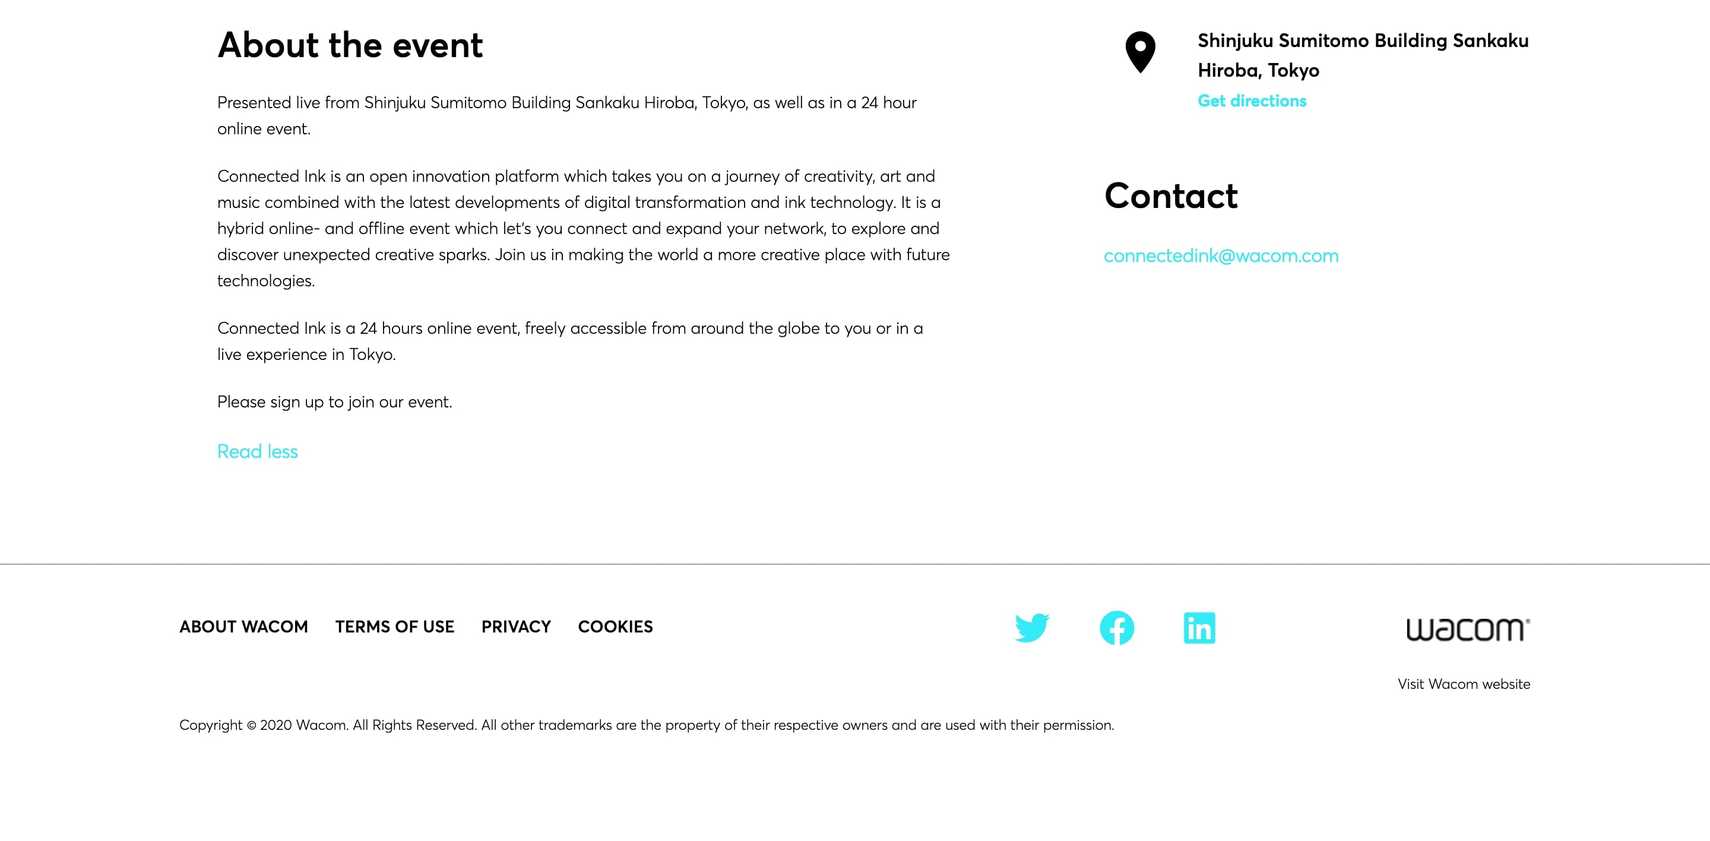 About the event
Presented live from Shinjuku Sumitomo Building Sankaku Hiroba, Tokyo, as well as in a 24 hour
online event.
Connected Ink is an open innovation platform which takes you on a journey of creativity, art and
music combined with the latest developments of digital transformation and ink technology. It is a
hybrid online- and offline event which let's you connect and expand your network, to explore and
discover unexpected creative sparks. Join us in making the world a more creative place with future
technologies.
Connected Ink is a 24 hours online event, freely accessible from around the globe to you or in a
live experience in Tokyo.
Please sign up to join our event.
Read less
Shinjuku Sumitomo Building Sankaku
Hiroba, Tokyo
Get directions
Contact
connectedink@wacom.com
ABOUT WACOM TERMS OF USE PRIVACY COOKIES
wacom®
Visit Wacom website
Copyright © 2020 Wacom. All Rights Reserved. All other trademarks are the property of their respective owners and are used with their permission.